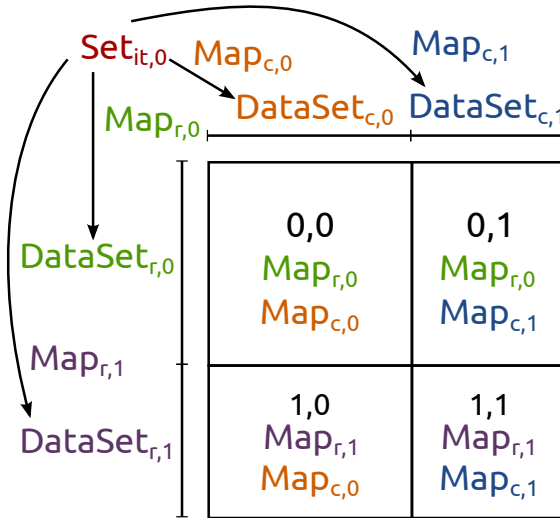 Set_it,0
Map_c,0
Map_c,1
DataSet_c,0
DataSet_c,1
Map_r,0
0,0
0,1
DataSet_r,0
Map_r,0
Map_r,0
Map_c,0
Map_c,1
Map_r,1
1,0
1,1
DataSet_r,1
Map_r,1
Map_r,1
Map_c,0
Map_c,1